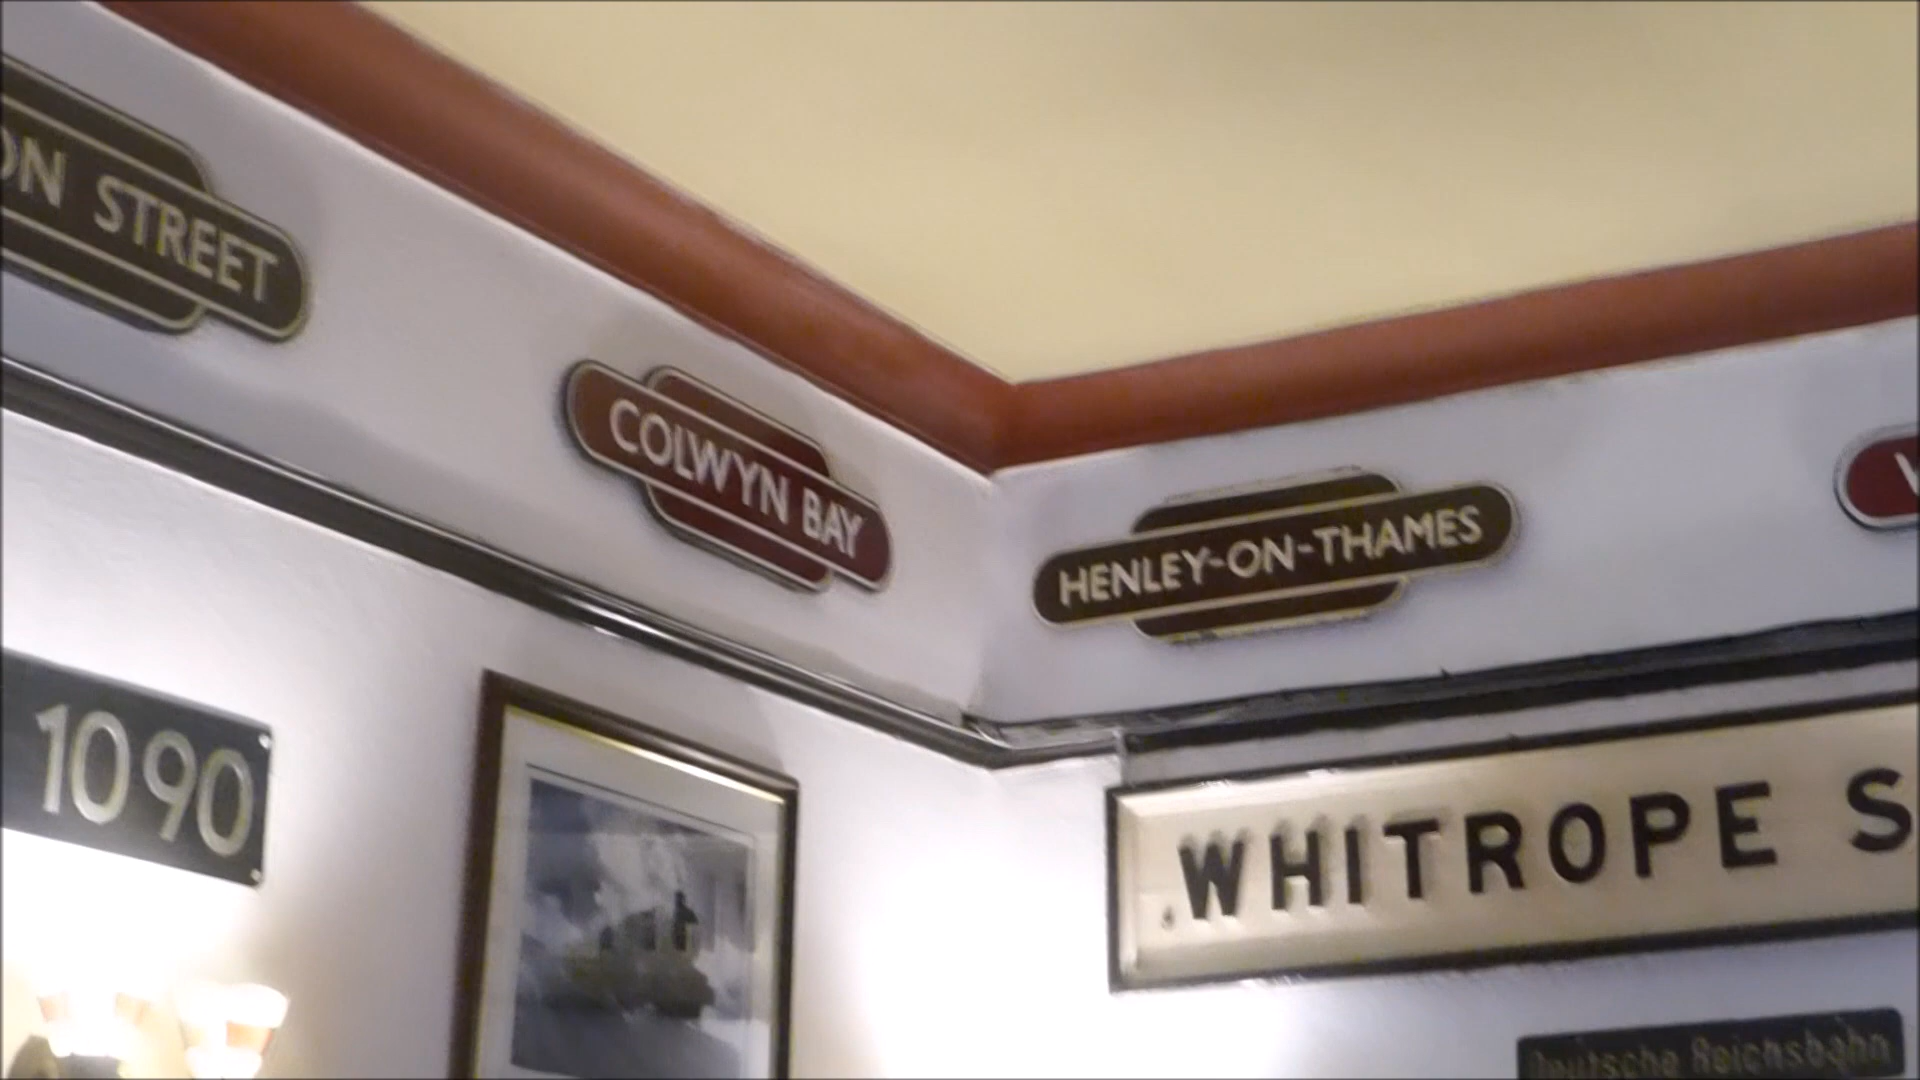 ON STREET
COLWYN BAY
HENLEY-ON-THAMES
1090
WHITROPE S
Deutsche Reichsbahn